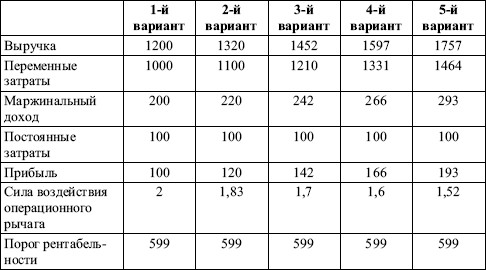 1-й вариант 2-й вариант 3-й вариант 4-й вариант 5-й вариант
Выручка 1200 1320 1452 1597 1757
Переменные затраты 1000 1100 1210 1331 1464
Маржинальный доход 200 220 242 266 293
Постоянные затраты 100 100 100 100 100
Прибыль 100 120 142 166 193
Сила воздействия операционного рычага 2 1,83 1,7 1,6 1,52
Порог рентабель-ности 599 599 599 599 599